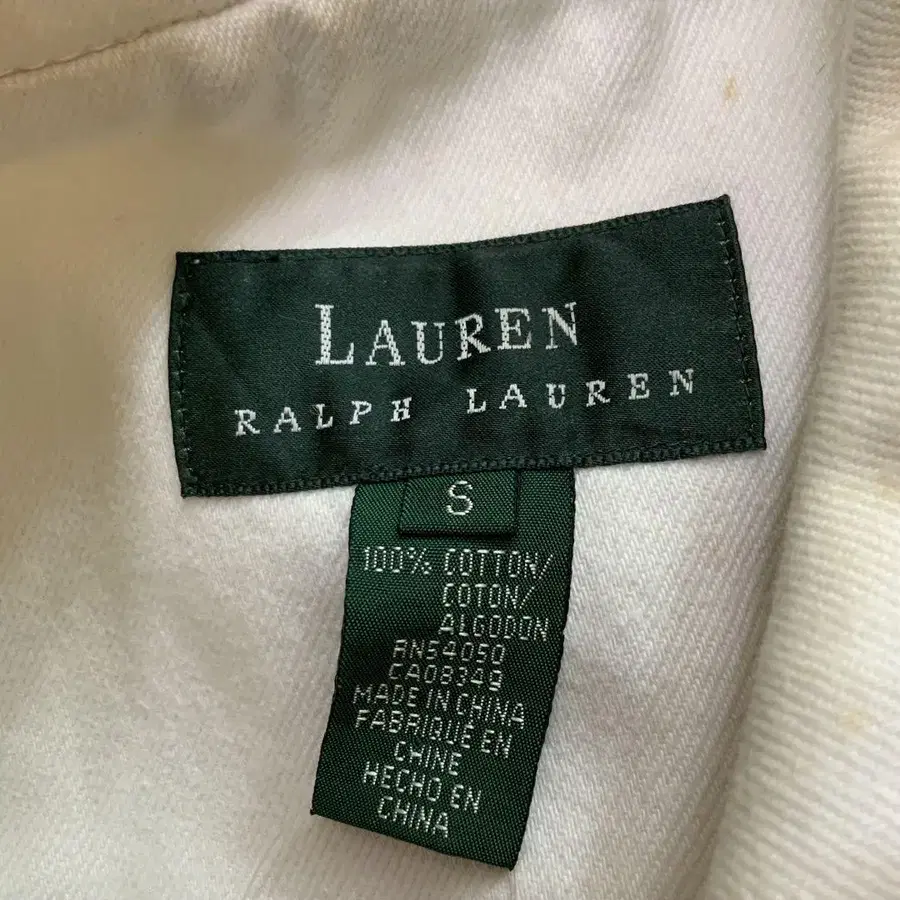 LAUREN
RALPH LAUREN
S
100% COTTON/
COTON/
ALGODON
RN54050
CA08349
MADE IN CHINA
FABRIQUÉ EN
CHINE
HECHO EN
CHINA